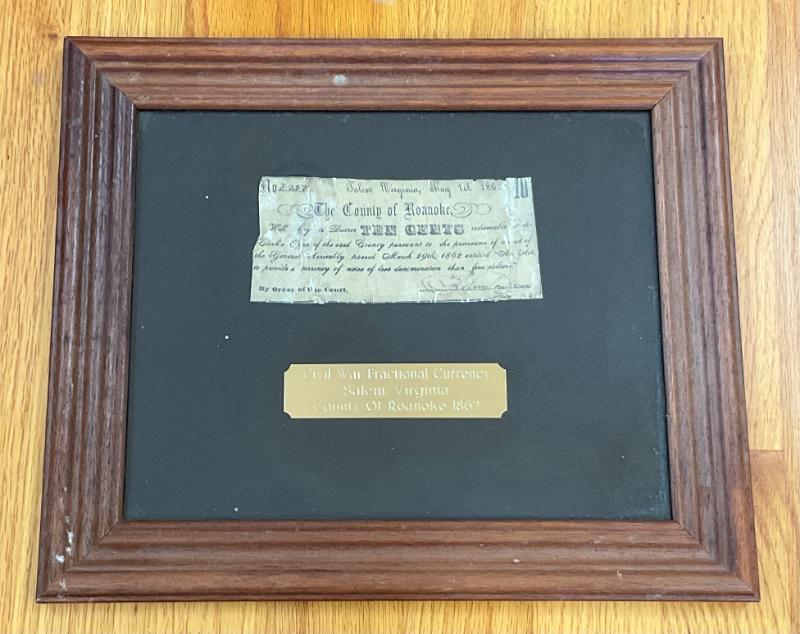 No 10
Salem Virginia, May 1st. 1862
The County of Roanoke,
Will pay to Bearer TEN CENTS redeemable at the
Clerk's Office of the said County pursuant to the provisions of an act of
the General Assembly passed March 29th, 1862 entitled "An Act
to provide a currency of notes of less denomination than five dollars."
By Order of the Court. Clerk
Civil War Fractional Currency
Salem, Virginia
County Of Roanoke 1862